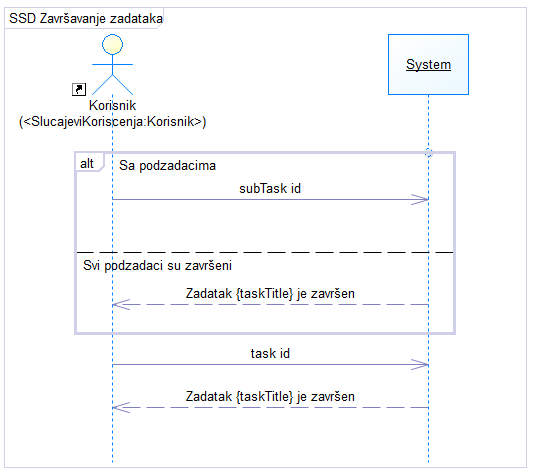 SSD Završavanje zadataka
System
Korisnik
(<SlucajeviKoriscenja:Korisnik>)
alt
Sa podzadacima
subTask id
Svi podzadaci su završeni
Zadatak {taskTitle} je završen
task id
Zadatak {taskTitle} je završen